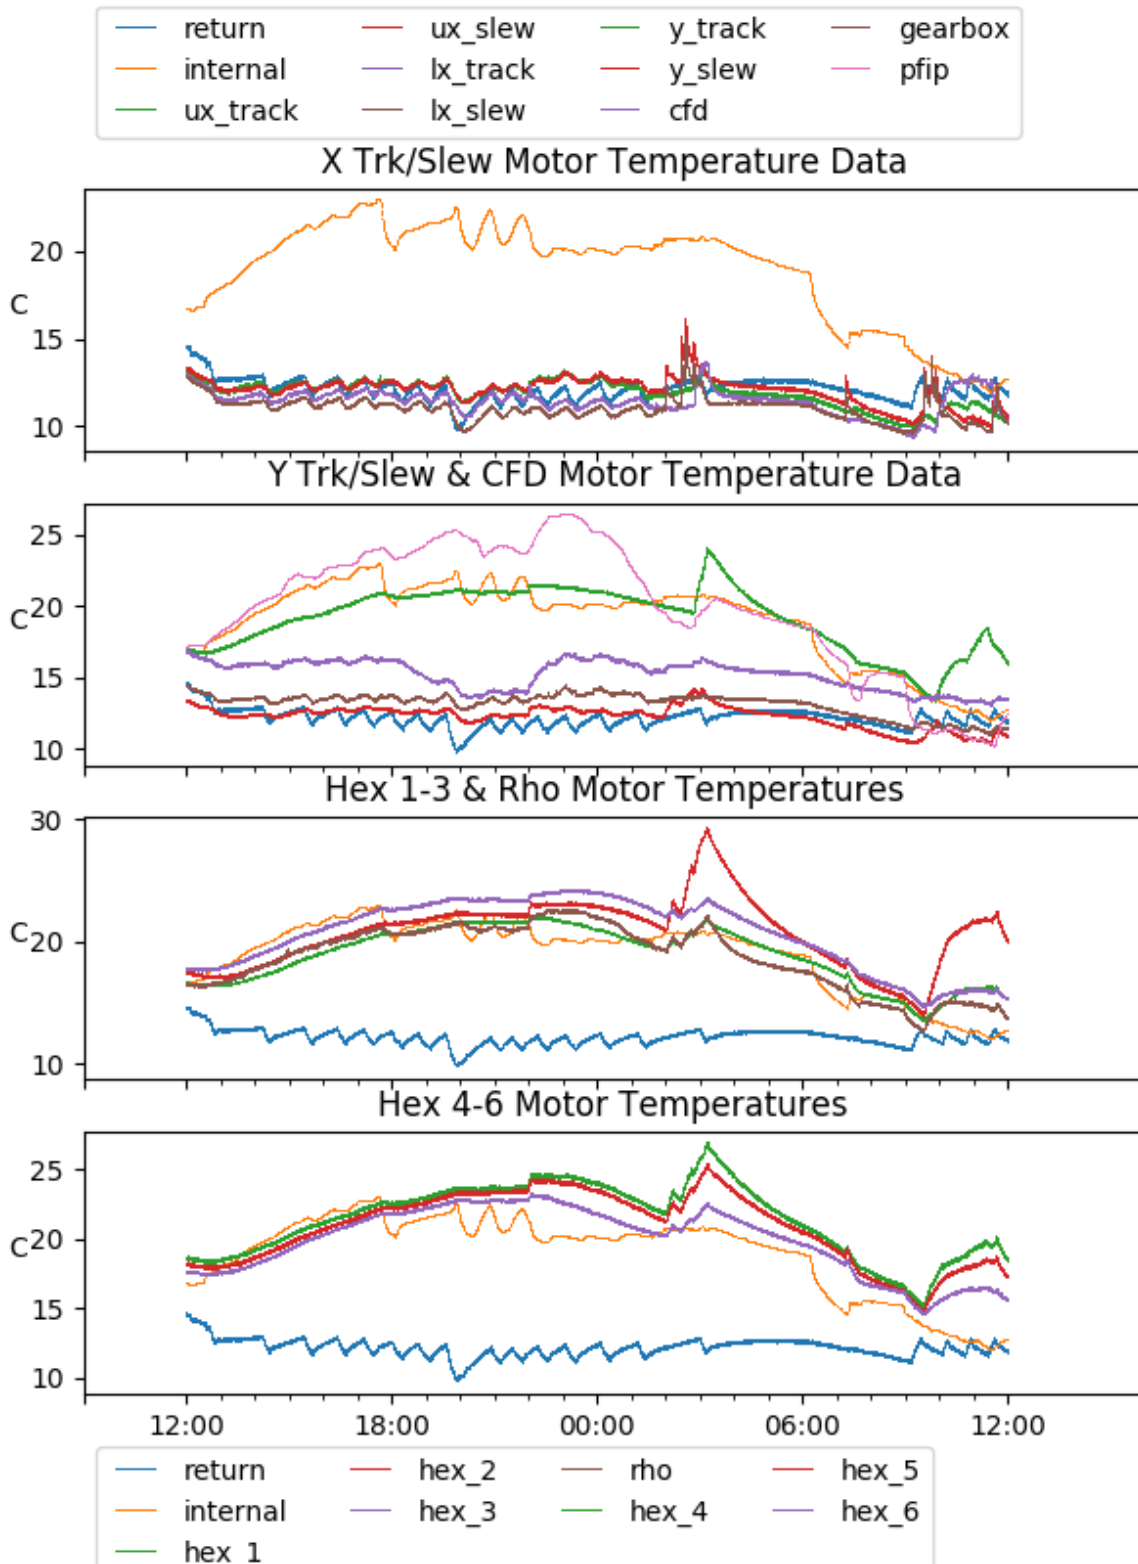 return ux_slew y_track gearbox
internal lx_track y_slew pfip
ux_track lx_slew cfd
X Trk/Slew Motor Temperature Data
20
C
15
10
Y Trk/Slew & CFD Motor Temperature Data
25
20
C
15
10
Hex 1-3 & Rho Motor Temperatures
30
C
20
10
Hex 4-6 Motor Temperatures
25
C
20
15
10
12:00 18:00 00:00 06:00 12:00
return hex_2 rho hex_5
internal hex_3 hex_4 hex_6
hex_1